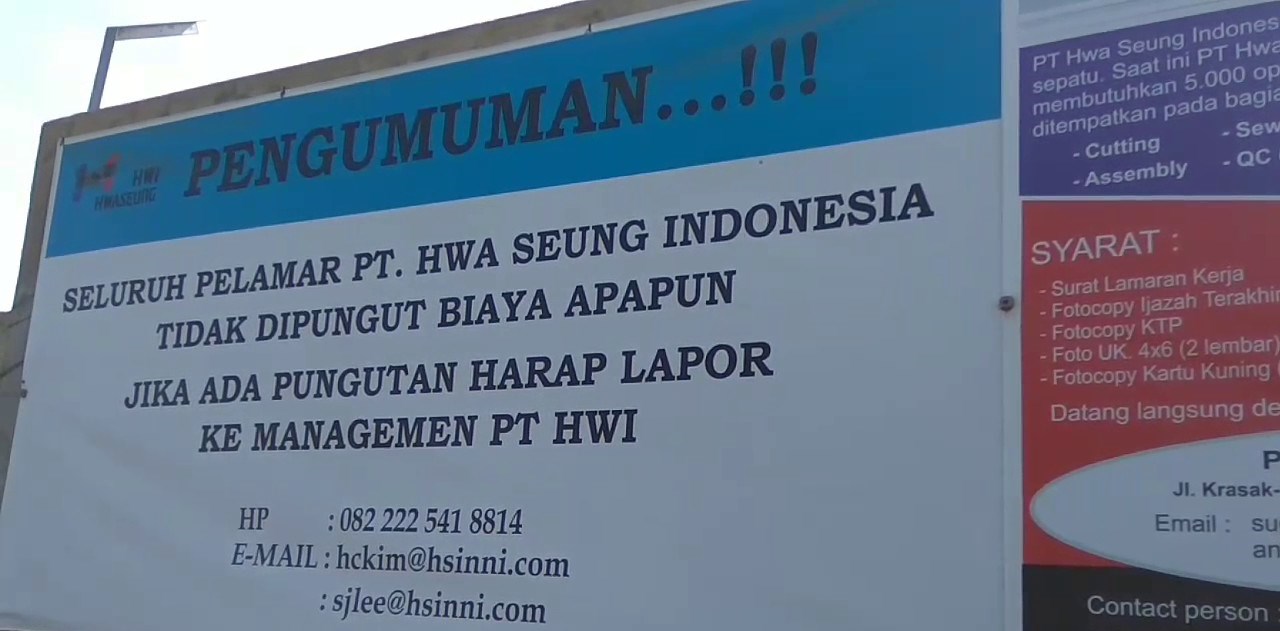 PENGUMUMAN...!!!
HWI
HWASEUNG
SELURUH PELAMAR PT. HWA SEUNG INDONESIA
TIDAK DIPUNGUT BIAYA APAPUN
JIKA ADA PUNGUTAN HARAP LAPOR
KE MANAGEMEN PT HWI
HP : 082 222 541 8814
E-MAIL : hckim@hsinni.com
: sjlee@hsinni.com
PT Hwa Seung Indones
sepatu. Saat ini PT Hwa
membutuhkan 5.000 op
ditempatkan pada bagia
- Cutting - Sew
- Assembly - QC
SYARAT :
- Surat Lamaran Kerja
- Fotocopy Ijazah Terakhir
- Fotocopy KTP
- Foto UK. 4x6 (2 lembar)
- Fotocopy Kartu Kuning
Datang langsung de
P
Jl. Krasak-
Email : su
an
Contact person